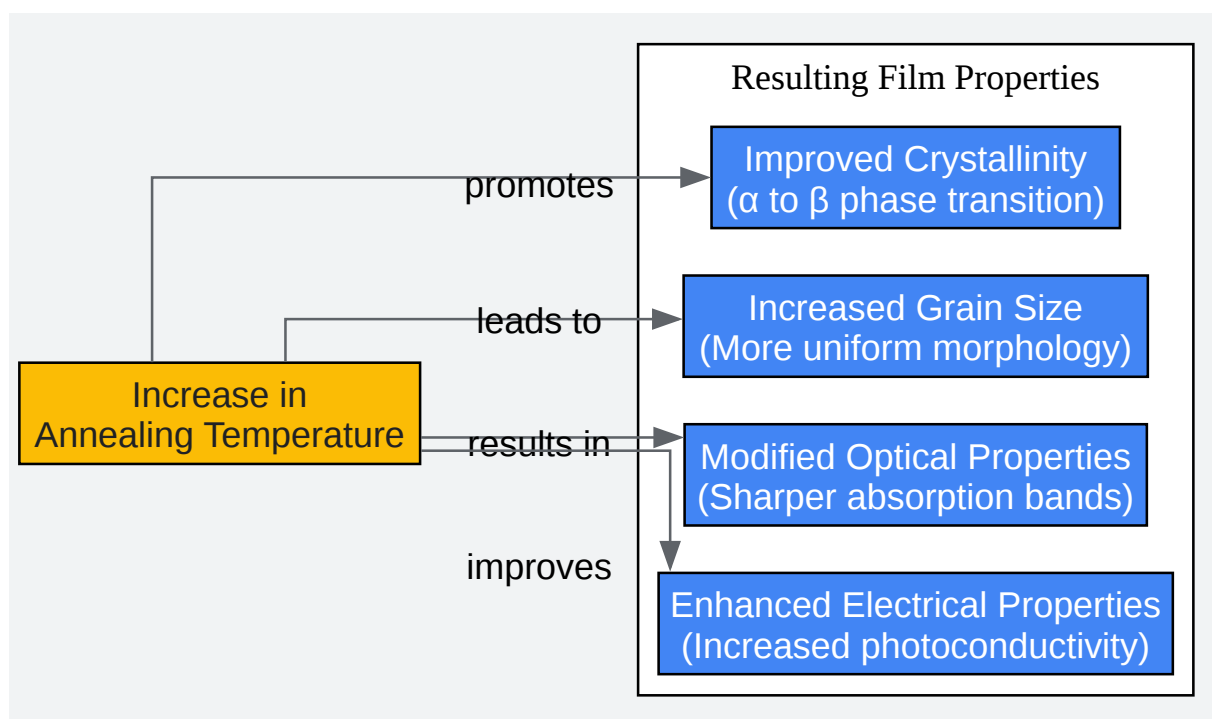 Resulting Film Properties
promotes
Improved Crystallinity
(α to β phase transition)
leads to
Increased Grain Size
(More uniform morphology)
Increase in
Annealing Temperature
results in
Modified Optical Properties
(Sharper absorption bands)
improves
Enhanced Electrical Properties
(Increased photoconductivity)